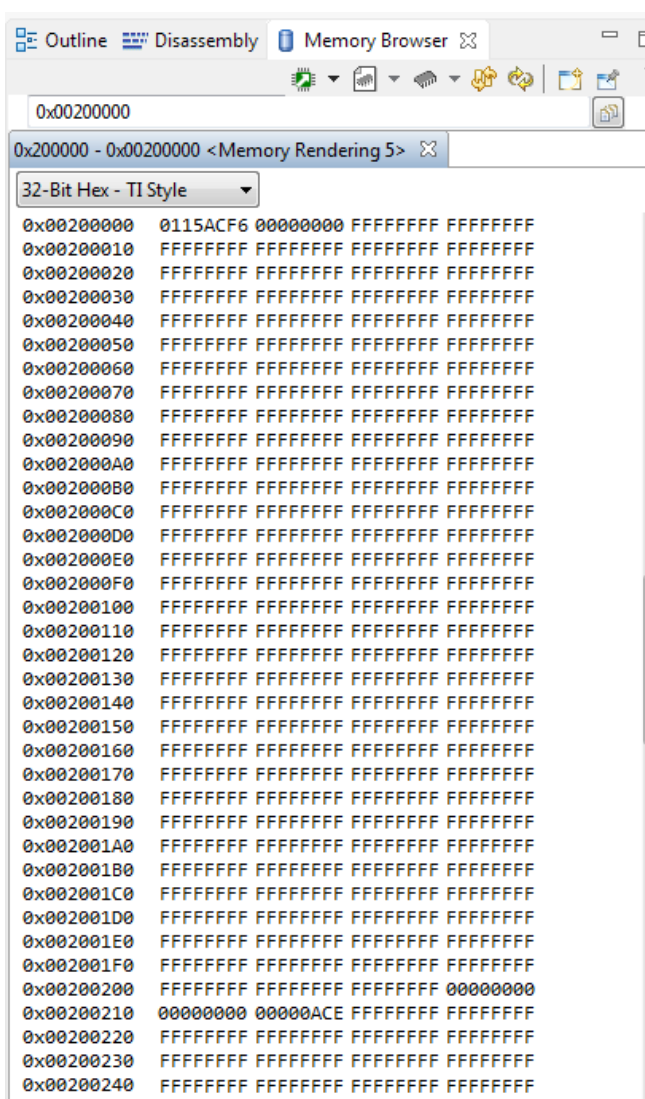 Outline Disassembly Memory Browser
0x00200000
0x200000 - 0x00200000 <Memory Rendering 5>
32-Bit Hex - TI Style
0x00200000 0115ACF6 00000000 FFFFFFFF FFFFFFFF
0x00200010 FFFFFFFF FFFFFFFF FFFFFFFF FFFFFFFF
0x00200020 FFFFFFFF FFFFFFFF FFFFFFFF FFFFFFFF
0x00200030 FFFFFFFF FFFFFFFF FFFFFFFF FFFFFFFF
0x00200040 FFFFFFFF FFFFFFFF FFFFFFFF FFFFFFFF
0x00200050 FFFFFFFF FFFFFFFF FFFFFFFF FFFFFFFF
0x00200060 FFFFFFFF FFFFFFFF FFFFFFFF FFFFFFFF
0x00200070 FFFFFFFF FFFFFFFF FFFFFFFF FFFFFFFF
0x00200080 FFFFFFFF FFFFFFFF FFFFFFFF FFFFFFFF
0x00200090 FFFFFFFF FFFFFFFF FFFFFFFF FFFFFFFF
0x002000A0 FFFFFFFF FFFFFFFF FFFFFFFF FFFFFFFF
0x002000B0 FFFFFFFF FFFFFFFF FFFFFFFF FFFFFFFF
0x002000C0 FFFFFFFF FFFFFFFF FFFFFFFF FFFFFFFF
0x002000D0 FFFFFFFF FFFFFFFF FFFFFFFF FFFFFFFF
0x002000E0 FFFFFFFF FFFFFFFF FFFFFFFF FFFFFFFF
0x002000F0 FFFFFFFF FFFFFFFF FFFFFFFF FFFFFFFF
0x00200100 FFFFFFFF FFFFFFFF FFFFFFFF FFFFFFFF
0x00200110 FFFFFFFF FFFFFFFF FFFFFFFF FFFFFFFF
0x00200120 FFFFFFFF FFFFFFFF FFFFFFFF FFFFFFFF
0x00200130 FFFFFFFF FFFFFFFF FFFFFFFF FFFFFFFF
0x00200140 FFFFFFFF FFFFFFFF FFFFFFFF FFFFFFFF
0x00200150 FFFFFFFF FFFFFFFF FFFFFFFF FFFFFFFF
0x00200160 FFFFFFFF FFFFFFFF FFFFFFFF FFFFFFFF
0x00200170 FFFFFFFF FFFFFFFF FFFFFFFF FFFFFFFF
0x00200180 FFFFFFFF FFFFFFFF FFFFFFFF FFFFFFFF
0x00200190 FFFFFFFF FFFFFFFF FFFFFFFF FFFFFFFF
0x002001A0 FFFFFFFF FFFFFFFF FFFFFFFF FFFFFFFF
0x002001B0 FFFFFFFF FFFFFFFF FFFFFFFF FFFFFFFF
0x002001C0 FFFFFFFF FFFFFFFF FFFFFFFF FFFFFFFF
0x002001D0 FFFFFFFF FFFFFFFF FFFFFFFF FFFFFFFF
0x002001E0 FFFFFFFF FFFFFFFF FFFFFFFF FFFFFFFF
0x002001F0 FFFFFFFF FFFFFFFF FFFFFFFF FFFFFFFF
0x00200200 FFFFFFFF FFFFFFFF FFFFFFFF 00000000
0x00200210 00000000 00000ACE FFFFFFFF FFFFFFFF
0x00200220 FFFFFFFF FFFFFFFF FFFFFFFF FFFFFFFF
0x00200230 FFFFFFFF FFFFFFFF FFFFFFFF FFFFFFFF
0x00200240 FFFFFFFF FFFFFFFF FFFFFFFF FFFFFFFF